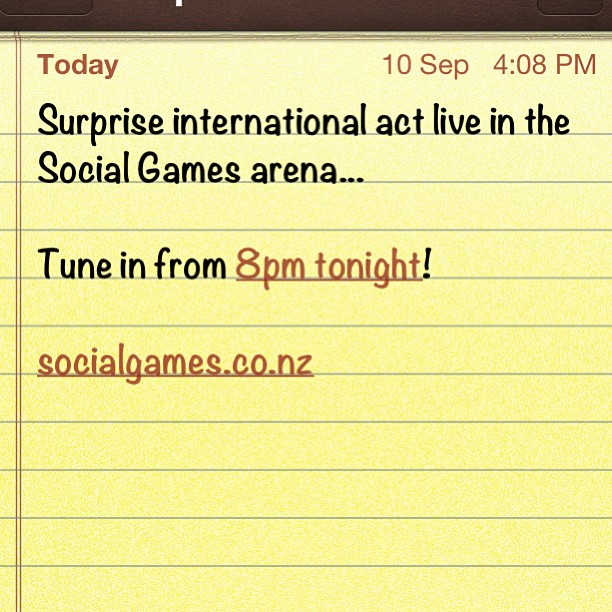 Today 10 Sep 4:08 PM
Surprise international act live in the
Social Games arena...
Tune in from 8pm tonight!
socialgames.co.nz